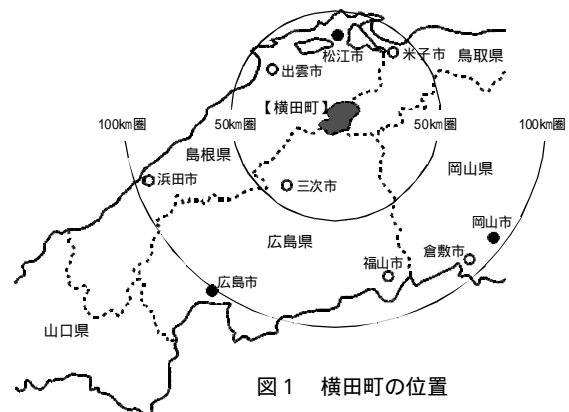 松江市
米子市
鳥取県
出雲市
【横田町】
100km圏
50km圏
50km圏
100km圏
島根県
岡山県
浜田市
三次市
岡山市
広島県
倉敷市
福山市
広島市
山口県
図1 横田町の位置